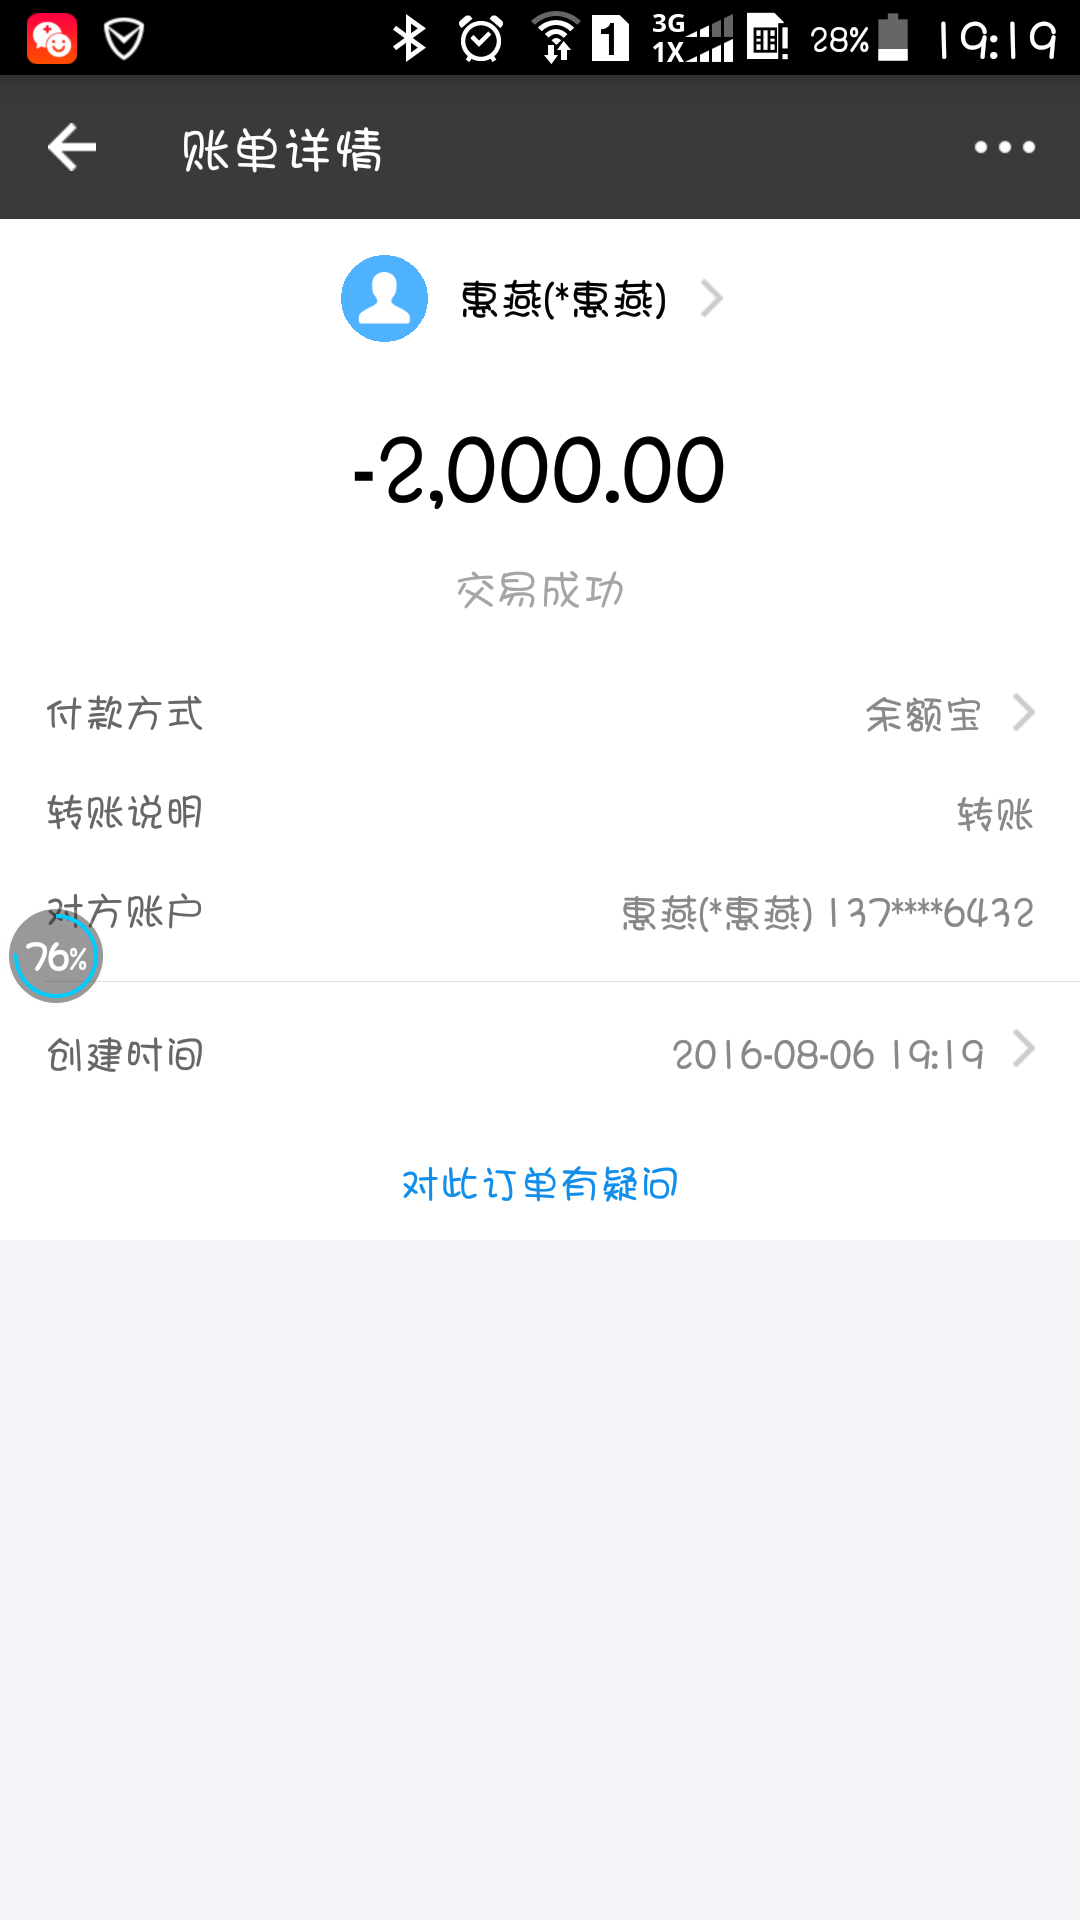 3G
1X
1
28%
19:19
账单详情
惠燕(*惠燕)
-2,000.00
交易成功
付款方式 余额宝
转账说明 转账
对方账户 惠燕(*惠燕) 137****6432
76%
创建时间 2016-08-06 19:19
对此订单有疑问